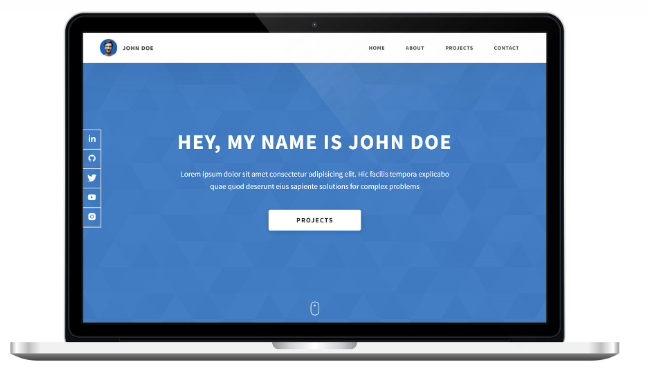 JOHN DOE
HOME ABOUT PROJECTS CONTACT
in
HEY, MY NAME IS JOHN DOE
Lorem ipsum dolor sit amet consectetur adipisicing elit. Hic facilis tempora explicabo
quae quod deserunt eius sapiente solutions for complex problems
PROJECTS